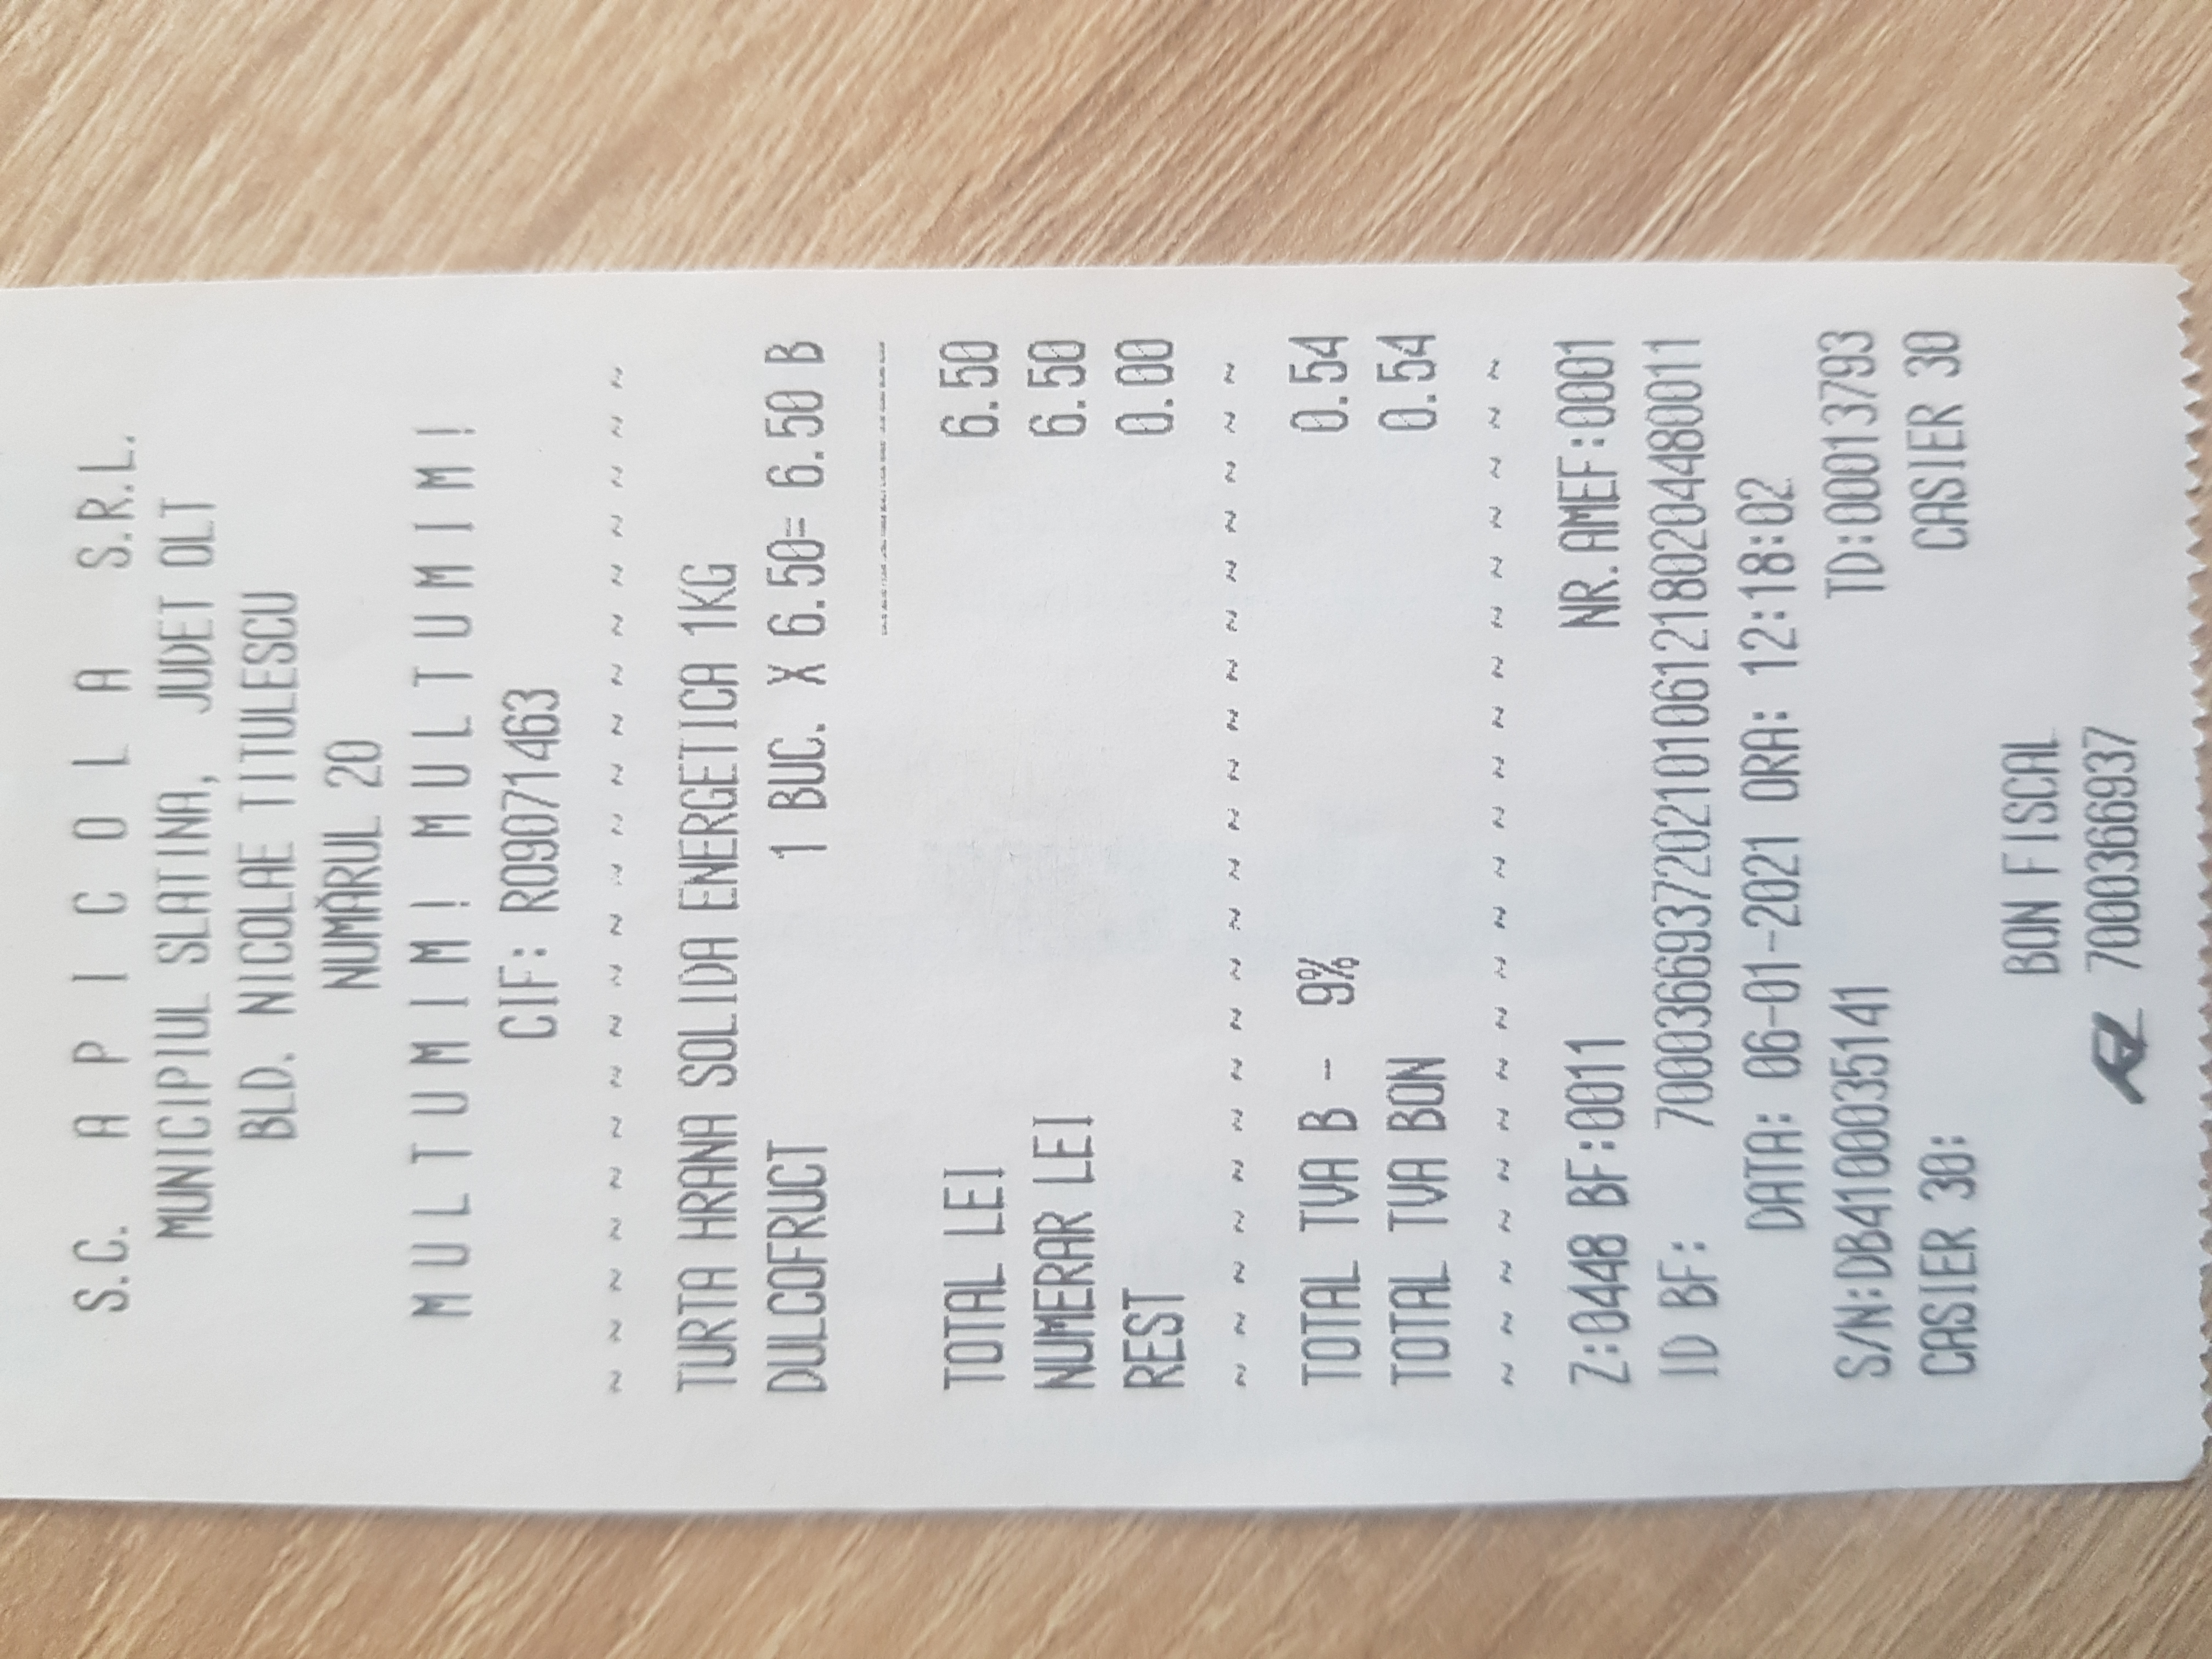 S.C. A P I C O L A S.R.L.
MUNICIPIUL SLATINA, JUDET OLT
BLD. NICOLAE TITULESCU
NUMĂRUL 20
M U L T U M I M ! M U L T U M I M !
CIF: RO9071463
~ ~ ~ ~ ~ ~ ~ ~ ~ ~ ~ ~ ~ ~ ~ ~ ~ ~ ~ ~ ~
TURTA HRANA SOLIDA ENERGETICA 1KG
DULCOFRUCT 1 BUC. X 6.50= 6.50 B
TOTAL LEI 6.50
NUMERAR LEI 6.50
REST 0.00
~ ~ ~ ~ ~ ~ ~ ~ ~ ~ ~ ~ ~ ~ ~ ~ ~ ~ ~ ~ ~
TOTAL TVA B - 9% 0.54
TOTAL TVA BON 0.54
~ ~ ~ ~ ~ ~ ~ ~ ~ ~ ~ ~ ~ ~ ~ ~ ~ ~ ~ ~ ~
Z:0448 BF:0011 NR.AMEF:0001
ID BF: 70003669372021010612180204480011
DATA: 06-01-2021 ORA: 12:18:02
S/N:DB4100035141 TD:00013793
CASIER 30: CASIER 30
BON FISCAL
7000366937